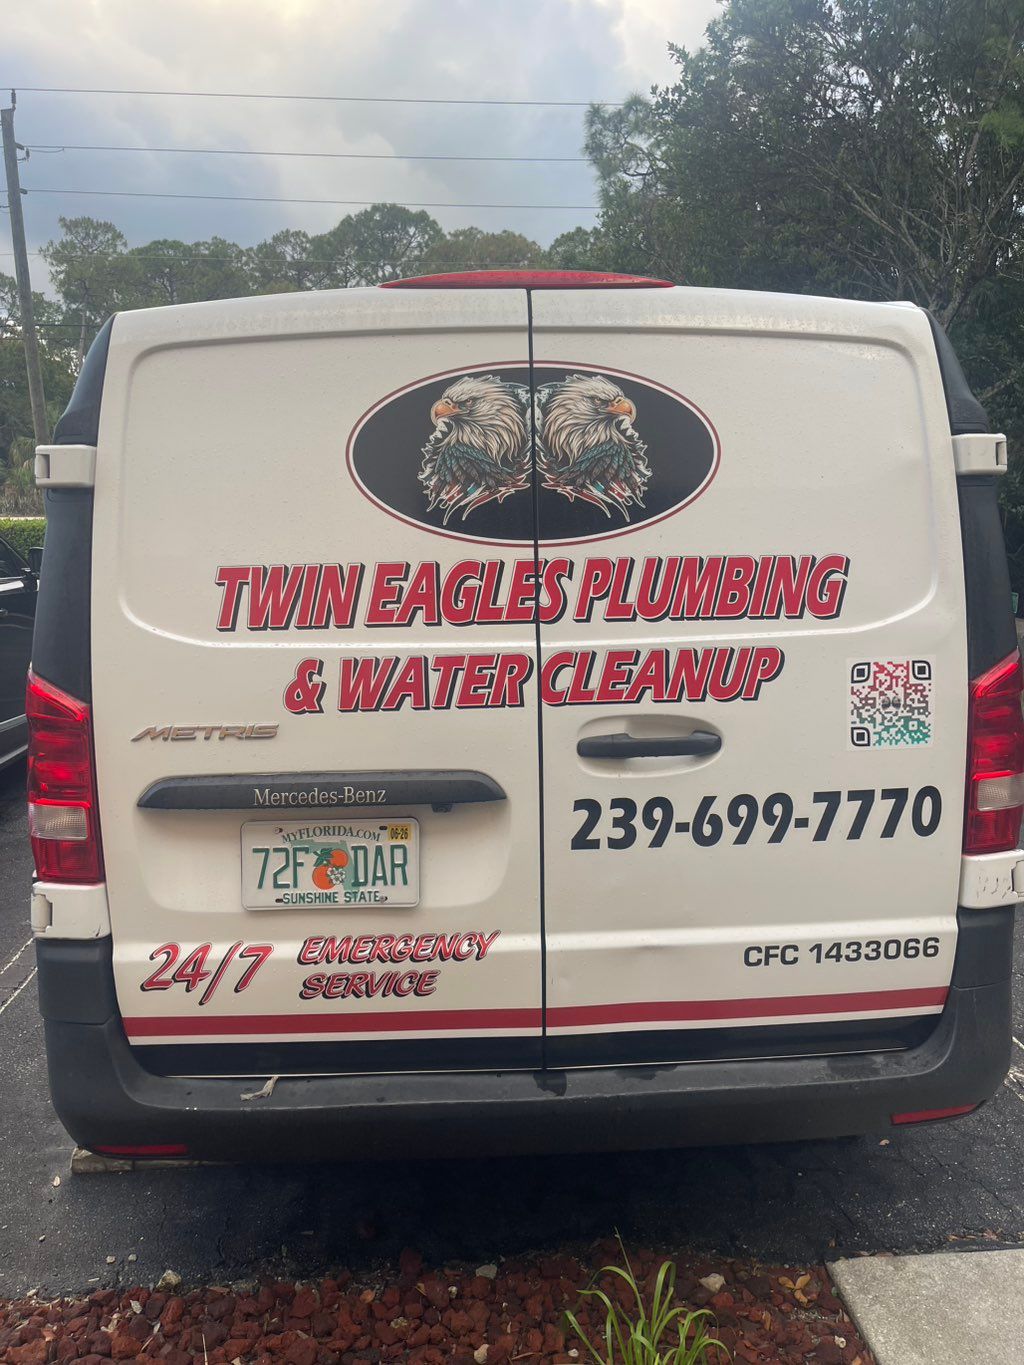 TWIN EAGLES PLUMBING
& WATER CLEANUP
METRIS
Mercedes-Benz
239-699-7770
MYFLORIDA.COM
06-26
72F DAR
SUNSHINE STATE
24/7 EMERGENCY
SERVICE
CFC 1433066